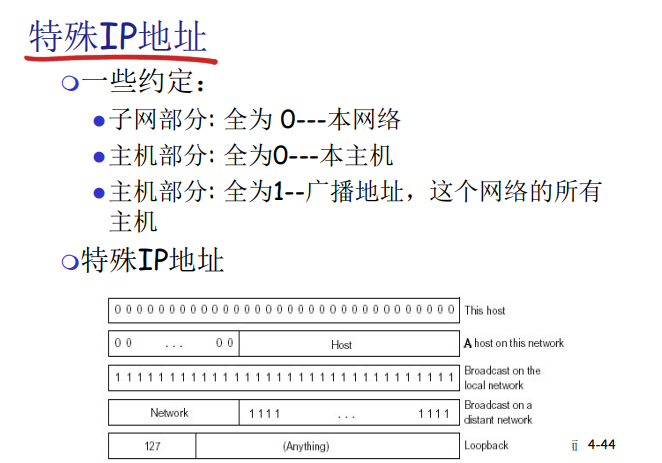 特殊IP地址
一些约定：
子网部分: 全为 0---本网络
主机部分: 全为0---本主机
主机部分: 全为1--广播地址，这个网络的所有
主机
特殊IP地址
0 0 0 0 0 0 0 0 0 0 0 0 0 0 0 0 0 0 0 0 0 0 0 0 0 0 0 0 0 0 0 0 This host
0 0 ... 0 0 Host A host on this network
1 1 1 1 1 1 1 1 1 1 1 1 1 1 1 1 1 1 1 1 1 1 1 1 1 1 1 1 1 1 1 1 Broadcast on the
local network
Network 1 1 1 1 ... 1 1 1 1 Broadcast on a
distant network
127 (Anything) Loopback
4-44